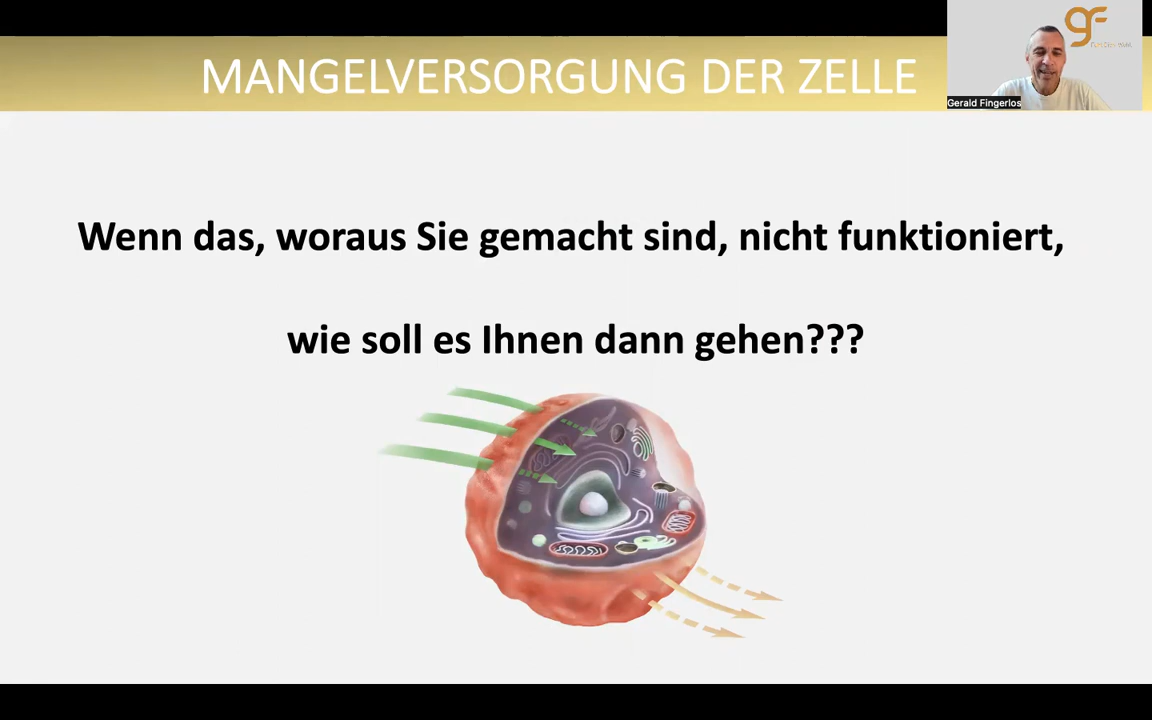 MANGELVERSORGUNG DER ZELLE
gf
Gerald Fingerlos
Wenn das, woraus Sie gemacht sind, nicht funktioniert,
wie soll es Ihnen dann gehen???